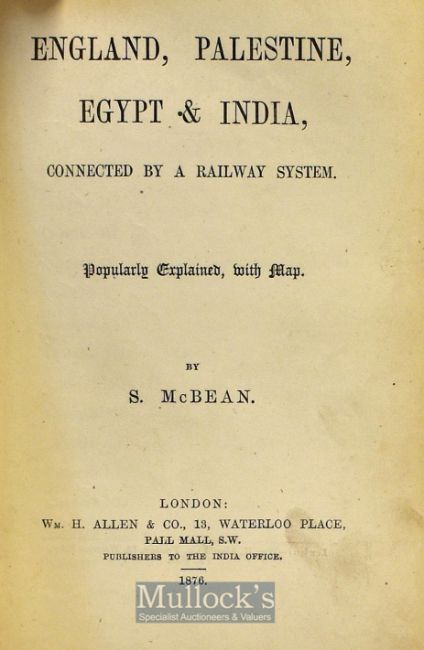 ENGLAND, PALESTINE,
EGYPT & INDIA,
CONNECTED BY A RAILWAY SYSTEM.
Popularly Explained, with Map.
BY
S. McBEAN.
LONDON:
WM. H. ALLEN & CO., 13, WATERLOO PLACE,
PALL MALL, S.W.
PUBLISHERS TO THE INDIA OFFICE.
1876.
Mullock's
Specialist Auctioneers & Valuers